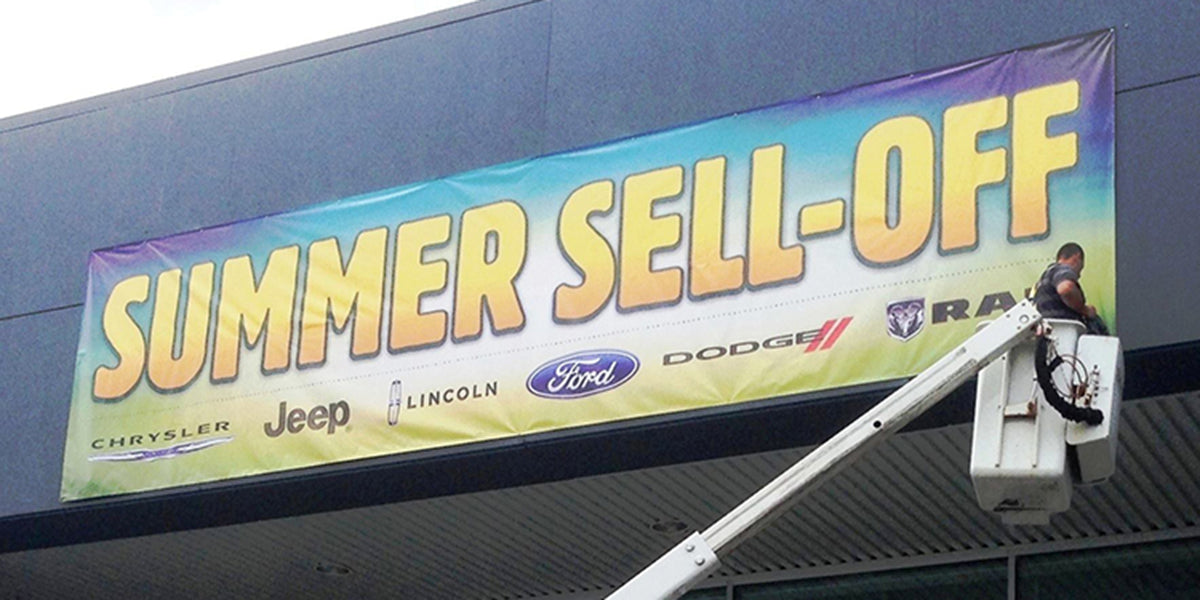 SUMMER SELL-OFF
CHRYSLER Jeep LINCOLN Ford DODGE